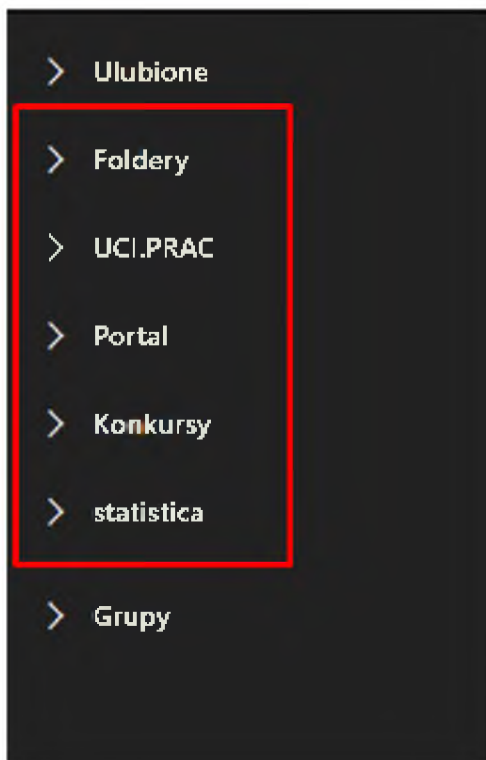 Ulubione
Foldery
UCI.PRAC
Portal
Konkursy
statistica
Grupy